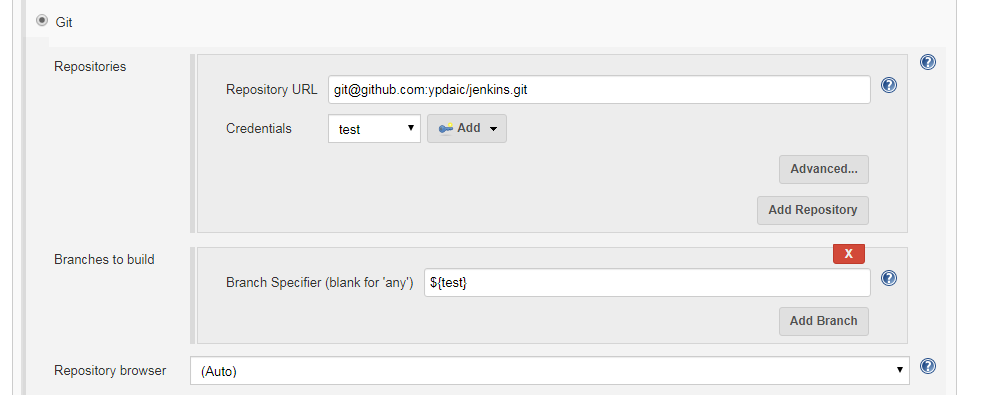 Git
Repositories
Repository URL git@github.com:ypdaic/jenkins.git
Credentials test Add
Advanced...
Add Repository
Branches to build
X
Branch Specifier (blank for 'any') ${test}
Add Branch
Repository browser (Auto)